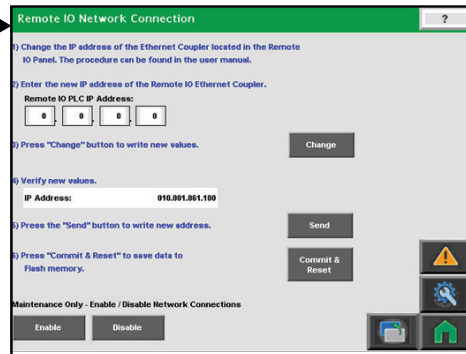 Remote IO Network Connection
?
1) Change the IP address of the Ethernet Coupler located in the Remote
IO Panel. The procedure can be found in the user manual.
2) Enter the new IP address of the Remote IO Ethernet Coupler.
Remote IO PLC IP Address:
0 . 0 . 0 . 0
3) Press "Change" button to write new values.
Change
4) Verify new values.
IP Address: 010.001.061.100
5) Press the "Send" button to write new address.
Send
6) Press "Commit & Reset" to save data to
Flash memory.
Commit &
Reset
Maintenance Only - Enable / Disable Network Connections
Enable Disable